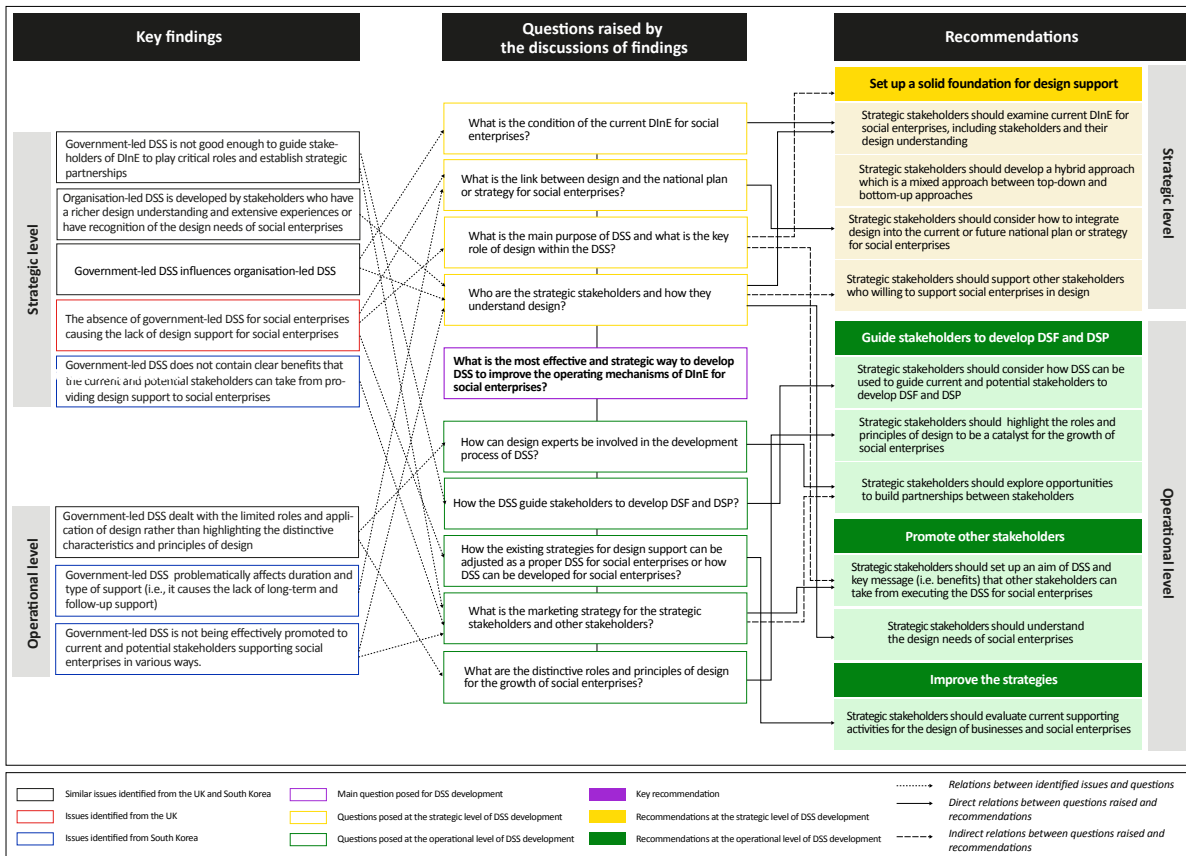 Key findings
Questions raised by
the discussions of findings
Recommendations
Strategic level
Government-led DSS is not good enough to guide stake-
holders of DInE to play critical roles and establish strategic
partnerships
Organisation-led DSS is developed by stakeholders who have
a richer design understanding and extensive experiences or
have recognition of the design needs of social enterprises
Government-led DSS influences organisation-led DSS
The absence of government-led DSS for social enterprises
causing the lack of design support for social enterprises
Government-led DSS does not contain clear benefits that
the current and potential stakeholders can take from pro-
viding design support to social enterprises
Operational level
Government-led DSS dealt with the limited roles and appli-
cation of design rather than highlighting the distinctive
characteristics and principles of design
Government-led DSS problematically affects duration and
type of support (i.e., it causes the lack of long-term and
follow-up support)
Government-led DSS is not being effectively promoted to
current and potential stakeholders supporting social
enterprises in various ways.
What is the condition of the current DInE for social
enterprises?
What is the link between design and the national plan
or strategy for social enterprises?
What is the main purpose of DSS and what is the key
role of design within the DSS?
Who are the strategic stakeholders and how they
understand design?
What is the most effective and strategic way to develop
DSS to improve the operating mechanisms of DInE for
social enterprises?
How can design experts be involved in the development
process of DSS?
How the DSS guide stakeholders to develop DSF and DSP?
How the existing strategies for design support can be
adjusted as a proper DSS for social enterprises or how
DSS can be developed for social enterprises?
What is the marketing strategy for the strategic
stakeholders and other stakeholders?
What are the distinctive roles and principles of design
for the growth of social enterprises?
Set up a solid foundation for design support
Strategic stakeholders should examine current DInE for
social enterprises, including stakeholders and their
design understanding
Strategic stakeholders should develop a hybrid approach
which is a mixed approach between top-down and
bottom-up approaches
Strategic stakeholders should consider how to integrate
design into the current or future national plan or strategy
for social enterprises
Strategic stakeholders should support other stakeholders
who willing to support social enterprises in design
Strategic level
Guide stakeholders to develop DSF and DSP
Strategic stakeholders should consider how DSS can be
used to guide current and potential stakeholders to
develop DSF and DSP
Strategic stakeholders should highlight the roles and
principles of design to be a catalyst for the growth of
social enterprises
Strategic stakeholders should explore opportunities
to build partnerships between stakeholders
Promote other stakeholders
Strategic stakeholders should set up an aim of DSS and
key message (i.e. benefits) that other stakeholders can
take from executing the DSS for social enterprises
Strategic stakeholders should understand
the design needs of social enterprises
Improve the strategies
Strategic stakeholders should evaluate current supporting
activities for the design of businesses and social enterprises
Operational level
Similar issues identified from the UK and South Korea
Issues identified from the UK
Issues identified from South Korea
Main question posed for DSS development
Questions posed at the strategic level of DSS development
Questions posed at the operational level of DSS development
Key recommendation
Recommendations at the strategic level of DSS development
Recommendations at the operational level of DSS development
Relations between identified issues and questions
Direct relations between questions raised and
recommendations
Indirect relations between questions raised and
recommendations